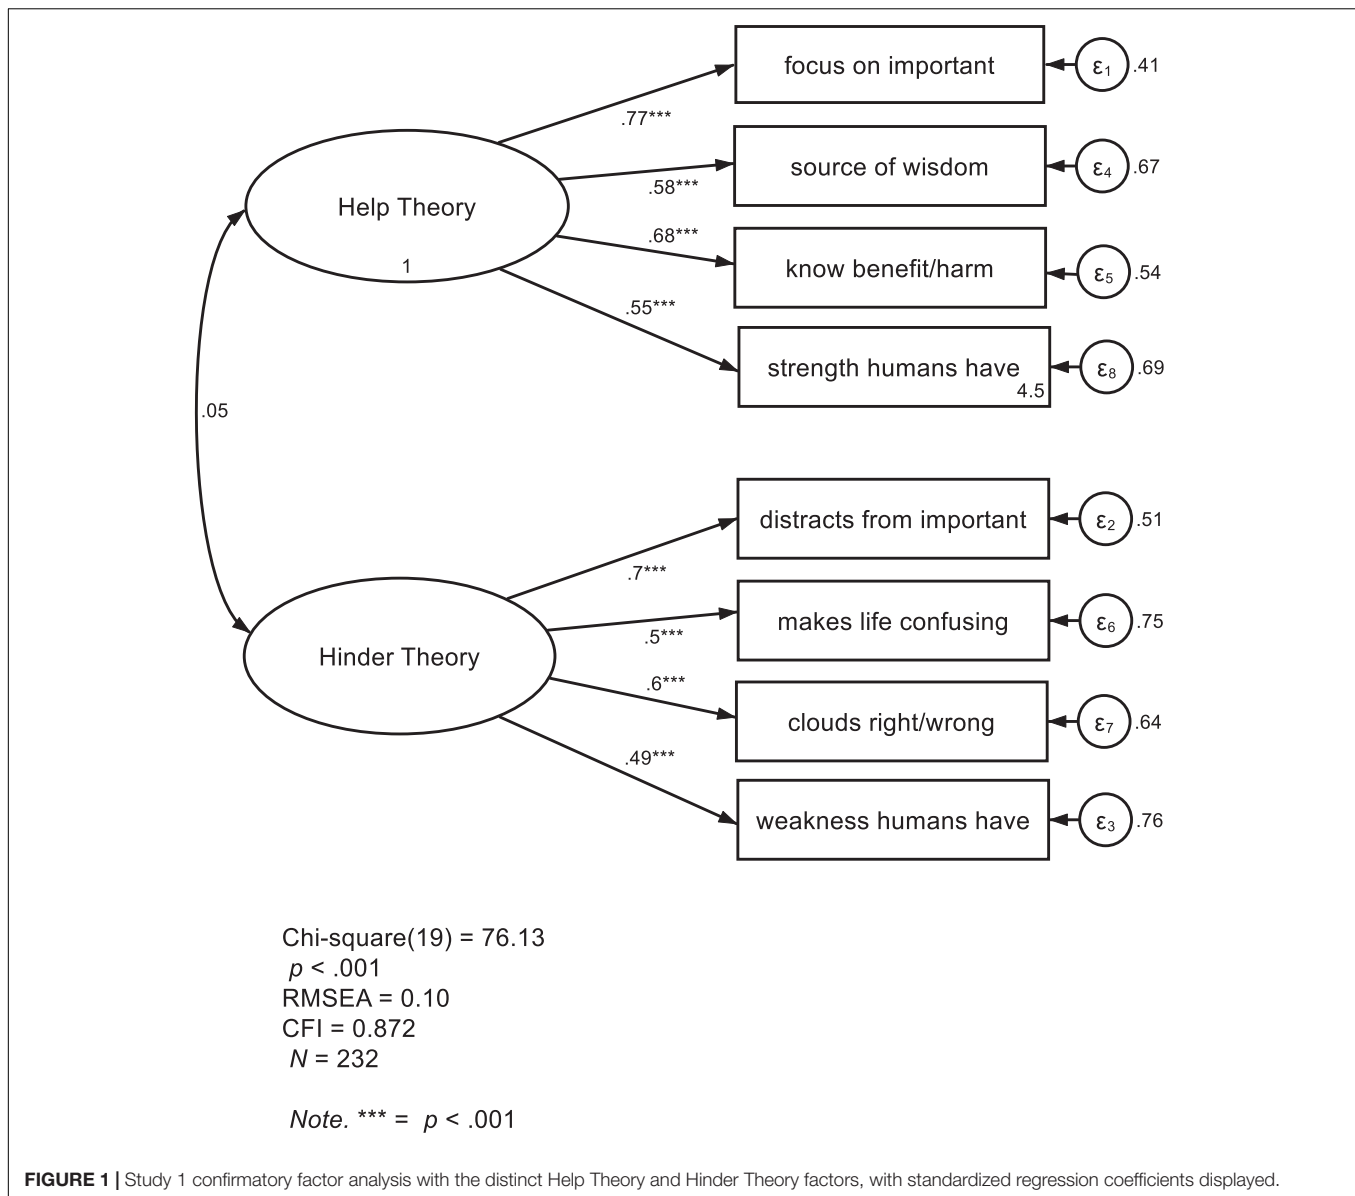 focus on important
ε1 .41
.77***
source of wisdom
ε4 .67
.58***
Help Theory
1
.68***
know benefit/harm
ε5 .54
.55***
strength humans have
4.5
ε8 .69
.05
distracts from important
ε2 .51
.7***
makes life confusing
ε6 .75
.5***
Hinder Theory
.6***
clouds right/wrong
ε7 .64
.49***
weakness humans have
ε3 .76
Chi-square(19) = 76.13
p < .001
RMSEA = 0.10
CFI = 0.872
N = 232
Note. *** = p < .001
FIGURE 1 | Study 1 confirmatory factor analysis with the distinct Help Theory and Hinder Theory factors, with standardized regression coefficients displayed.